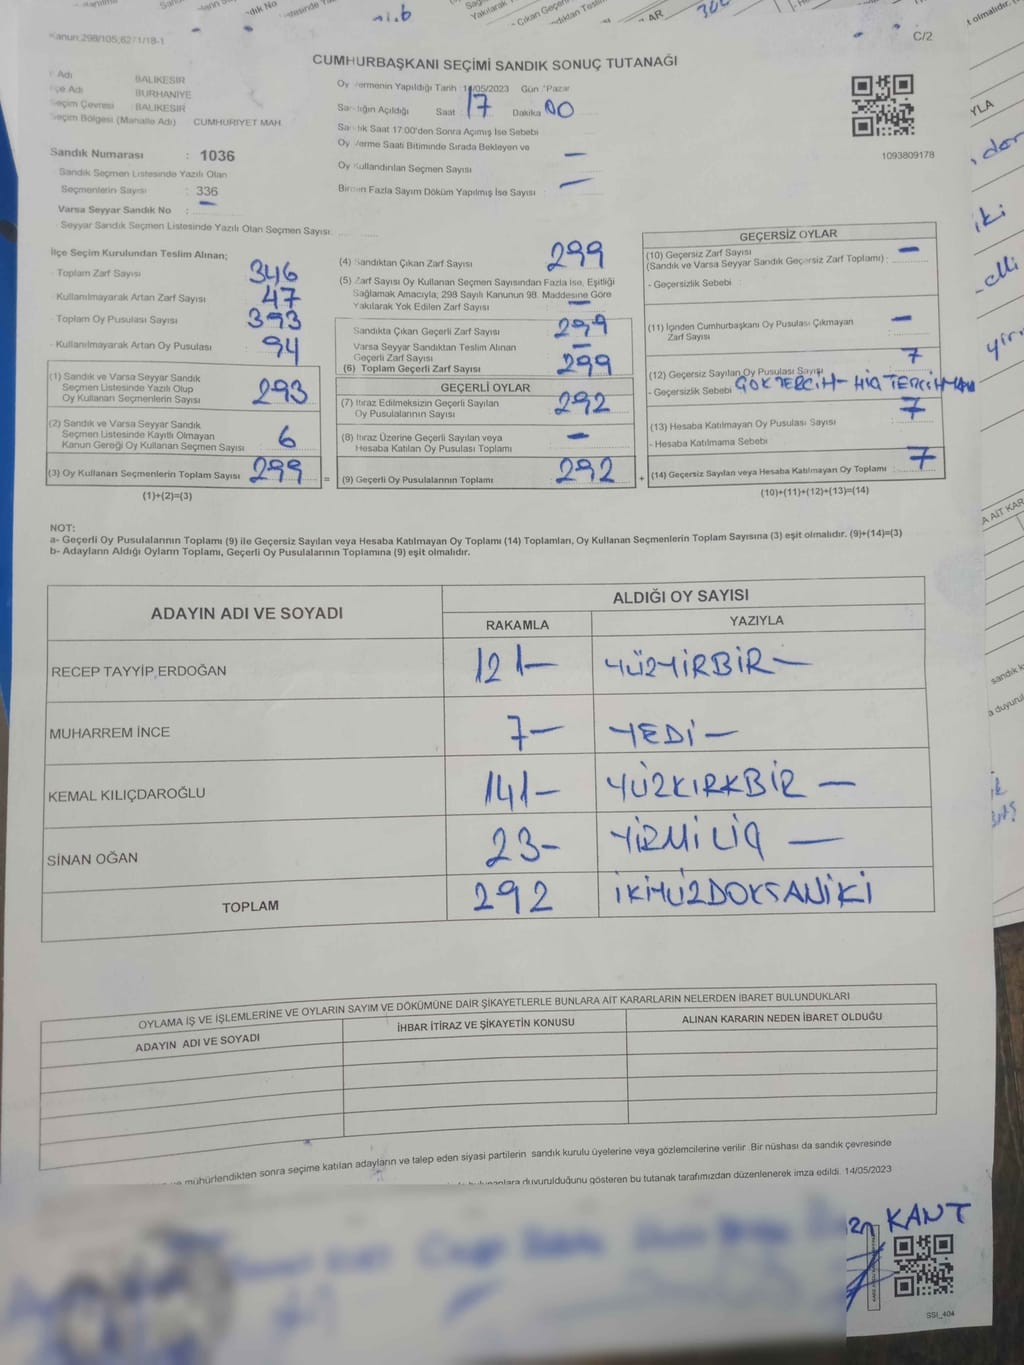 Kanun:298/105,6271/18-1
C/2
CUMHURBAŞKANI SEÇİMİ SANDIK SONUÇ TUTANAĞI
Adı BALIKESİR
Adı BURHANİYE
Seçim Çevresi : BALIKESİR
Seçim Bölgesi (Mahalle Adı) CUMHURİYET MAH.
Sandık Numarası : 1036
Sandık Seçmen Listesinde Yazılı Olan
Seçmenlerin Sayısı : 336
Varsa Seyyar Sandık No : —
Seyyar Sandık Seçmen Listesinde Yazılı Olan Seçmen Sayısı:
Oy Vermenin Yapıldığı Tarih 14/05/2023 Gün : Pazar
Sandığın Açıldığı Saat 17 Dakika 00
Sandık Saat 17:00'den Sonra Açılmış İse Sebebi
Oy Verme Saati Bitiminde Sırada Bekleyen ve
Oy Kullandırılan Seçmen Sayısı —
Birden Fazla Sayım Döküm Yapılmış İse Sayısı —
1093809178
İlçe Seçim Kurulundan Teslim Alınan;
- Toplam Zarf Sayısı 346
- Kullanılmayarak Artan Zarf Sayısı 47
- Toplam Oy Pusulası Sayısı 393
- Kullanılmayarak Artan Oy Pusulası 94
(1) Sandık ve Varsa Seyyar Sandık
Seçmen Listesinde Yazılı Olup
Oy Kullanan Seçmenlerin Sayısı 293
(2) Sandık ve Varsa Seyyar Sandık
Seçmen Listesinde Kayıtlı Olmayan
Kanun Gereği Oy Kullanan Seçmen Sayısı 6
(3) Oy Kullanan Seçmenlerin Toplam Sayısı 299 =
(1)+(2)=(3)
(4) Sandıktan Çıkan Zarf Sayısı 299
(5) Zarf Sayısı Oy Kullanan Seçmen Sayısından Fazla İse, Eşitliği
Sağlamak Amacıyla; 298 Sayılı Kanunun 98. Maddesine Göre
Yakılarak Yok Edilen Zarf Sayısı —
Sandıkta Çıkan Geçerli Zarf Sayısı 299
Varsa Seyyar Sandıktan Teslim Alınan
Geçerli Zarf Sayısı —
(6) Toplam Geçerli Zarf Sayısı 299
GEÇERLİ OYLAR
(7) İtiraz Edilmeksizin Geçerli Sayılan
Oy Pusulalarının Sayısı 292
(8) İtiraz Üzerine Geçerli Sayılan veya
Hesaba Katılan Oy Pusulası Toplamı —
(9) Geçerli Oy Pusulalarının Toplamı 292 +
GEÇERSİZ OYLAR
(10) Geçersiz Zarf Sayısı —
(Sandık ve Varsa Seyyar Sandık Geçersiz Zarf Toplamı) :
- Geçersizlik Sebebi :
(11) İçinden Cumhurbaşkanı Oy Pusulası Çıkmayan
Zarf Sayısı —
(12) Geçersiz Sayılan Oy Pusulası Sayısı 7
- Geçersizlik Sebebi ÇOK TERCİH - HİÇ TERCİH
(13) Hesaba Katılmayan Oy Pusulası Sayısı 7
- Hesaba Katılmama Sebebi
(14) Geçersiz Sayılan veya Hesaba Katılmayan Oy Toplamı : 7
(10)+(11)+(12)+(13)=(14)
NOT:
a- Geçerli Oy Pusulalarının Toplamı (9) ile Geçersiz Sayılan veya Hesaba Katılmayan Oy Toplamı (14) Toplamları, Oy Kullanan Seçmenlerin Toplam Sayısına (3) eşit olmalıdır. (9)+(14)=(3)
b- Adayların Aldığı Oyların Toplamı, Geçerli Oy Pusulalarının Toplamına (9) eşit olmalıdır.
ADAYIN ADI VE SOYADI
ALDIĞI OY SAYISI
RAKAMLA YAZIYLA
RECEP TAYYİP ERDOĞAN 121— YÜZYİRBİR—
MUHARREM İNCE 7— YEDİ—
KEMAL KILIÇDAROĞLU 141— YÜZKIRKBİR —
SİNAN OĞAN 23— YİRMİ ÜÇ —
TOPLAM 292 İKİYÜZDOKSANİKİ
OYLAMA İŞ VE İŞLEMLERİNE VE OYLARIN SAYIM VE DÖKÜMÜNE DAİR ŞİKAYETLERLE BUNLARA AİT KARARLARIN NELERDEN İBARET BULUNDUKLARI
ADAYIN ADI VE SOYADI İHBAR İTİRAZ VE ŞİKAYETİN KONUSU ALINAN KARARIN NEDEN İBARET OLDUĞU
mühürlendikten sonra seçime katılan adayların ve talep eden siyasi partilerin sandık kurulu üyelerine veya gözlemcilerine verilir. Bir nüshası da sandık çevresinde
duyurulduğunu gösteren bu tutanak tarafımızdan düzenlenerek imza edildi. 14/05/2023
KANT
SSI_404